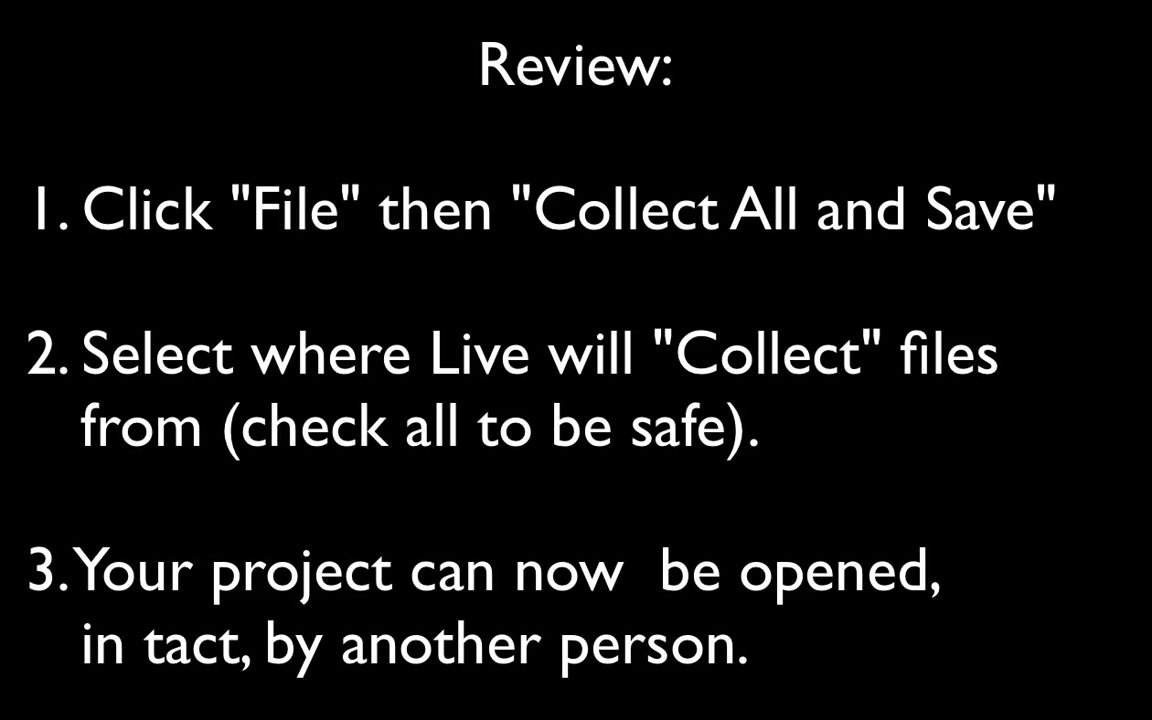 Review:
1. Click "File" then "Collect All and Save"
2. Select where Live will "Collect" files
from (check all to be safe).
3. Your project can now  be opened,
in tact, by another person.